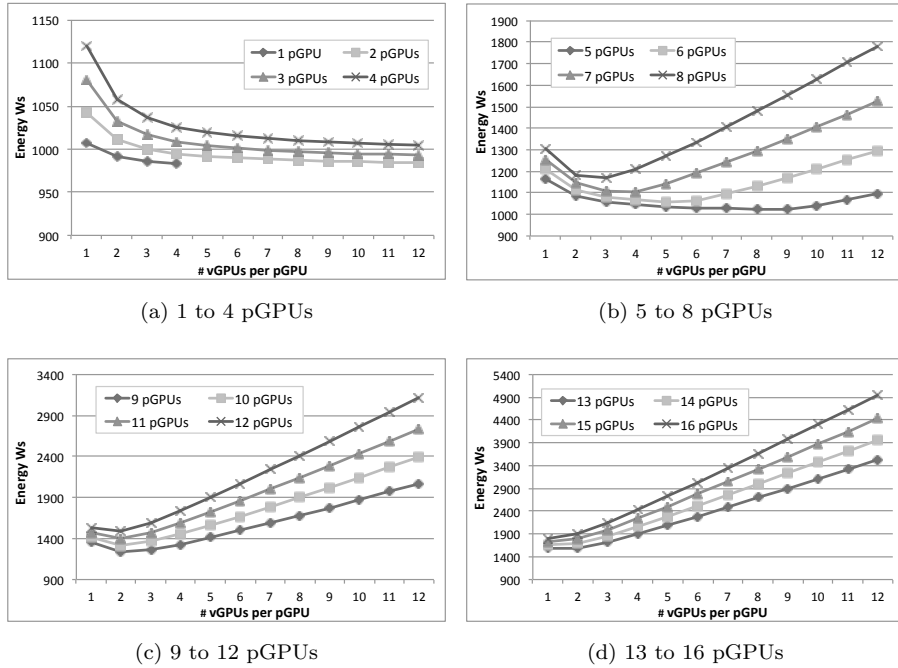 1150
1100
1050
1000
950
900
Energy Ws
1 pGPU
2 pGPUs
3 pGPUs
4 pGPUs
1 2 3 4 5 6 7 8 9 10 11 12
# vGPUs per pGPU
(a) 1 to 4 pGPUs
1900
1800
1700
1600
1500
1400
1300
1200
1100
1000
900
Energy Ws
5 pGPUs
6 pGPUs
7 pGPUs
8 pGPUs
1 2 3 4 5 6 7 8 9 10 11 12
# vGPUs per pGPU
(b) 5 to 8 pGPUs
3400
2900
2400
1900
1400
900
Energy Ws
9 pGPUs
10 pGPUs
11 pGPUs
12 pGPUs
1 2 3 4 5 6 7 8 9 10 11 12
# vGPUs per pGPU
(c) 9 to 12 pGPUs
5400
4900
4400
3900
3400
2900
2400
1900
1400
900
Energy Ws
13 pGPUs
14 pGPUs
15 pGPUs
16 pGPUs
1 2 3 4 5 6 7 8 9 10 11 12
# vGPUs per pGPU
(d) 13 to 16 pGPUs